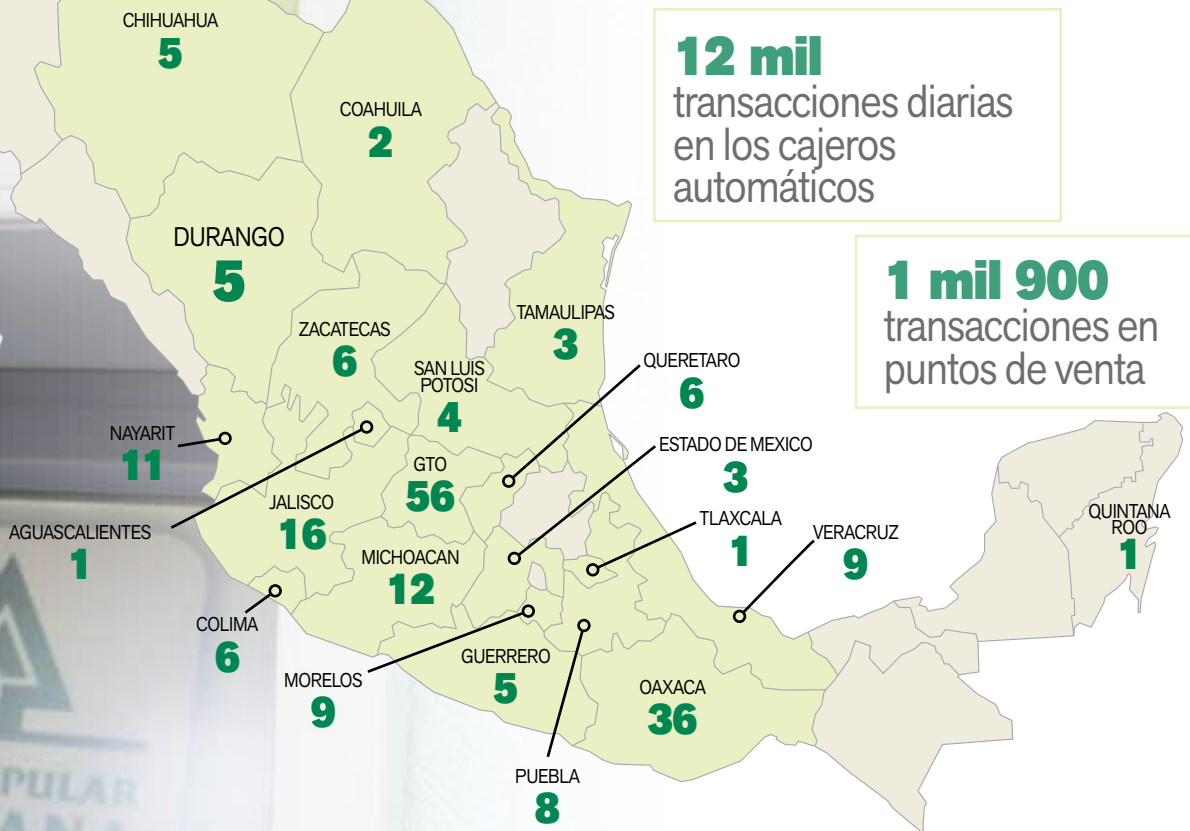 CHIHUAHUA
5
COAHUILA
2
12 mil
transacciones diarias
en los cajeros
automáticos
DURANGO
5
1 mil 900
transacciones en
puntos de venta
ZACATECAS
6
TAMAULIPAS
3
SAN LUIS
POTOSI
4
QUERETARO
6
NAYARIT
11
ESTADO DE MEXICO
3
GTO
56
JALISCO
16
AGUASCALIENTES
1
TLAXCALA
1
VERACRUZ
9
QUINTANA
ROO
1
MICHOACAN
12
COLIMA
6
MORELOS
9
GUERRERO
5
OAXACA
36
PUEBLA
8
PULAR